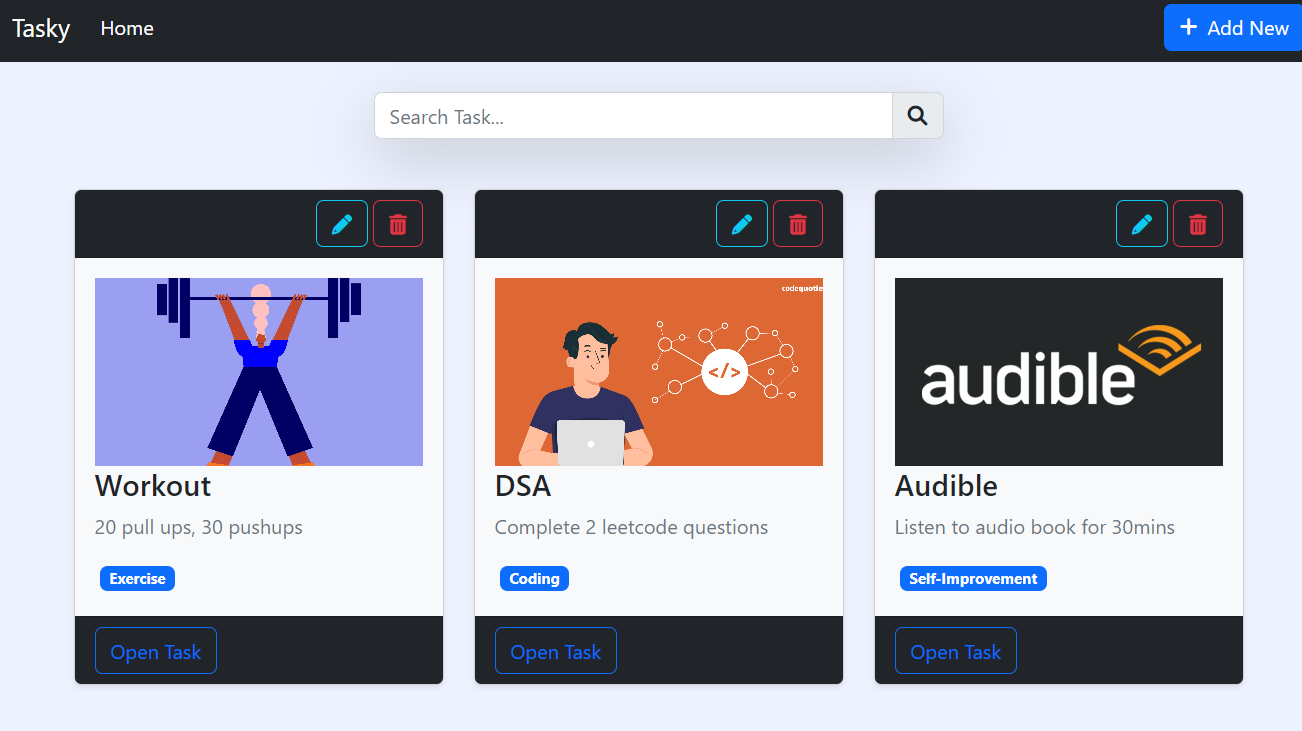 Tasky Home + Add New
Search Task...
codequotie
</>
audible
Workout
20 pull ups, 30 pushups
Exercise
Open Task
DSA
Complete 2 leetcode questions
Coding
Open Task
Audible
Listen to audio book for 30mins
Self-Improvement
Open Task